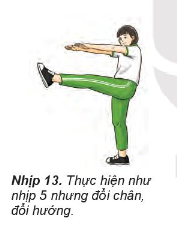 Nhịp 13. Thực hiện như
nhịp 5 nhưng đổi chân,
đổi hướng.